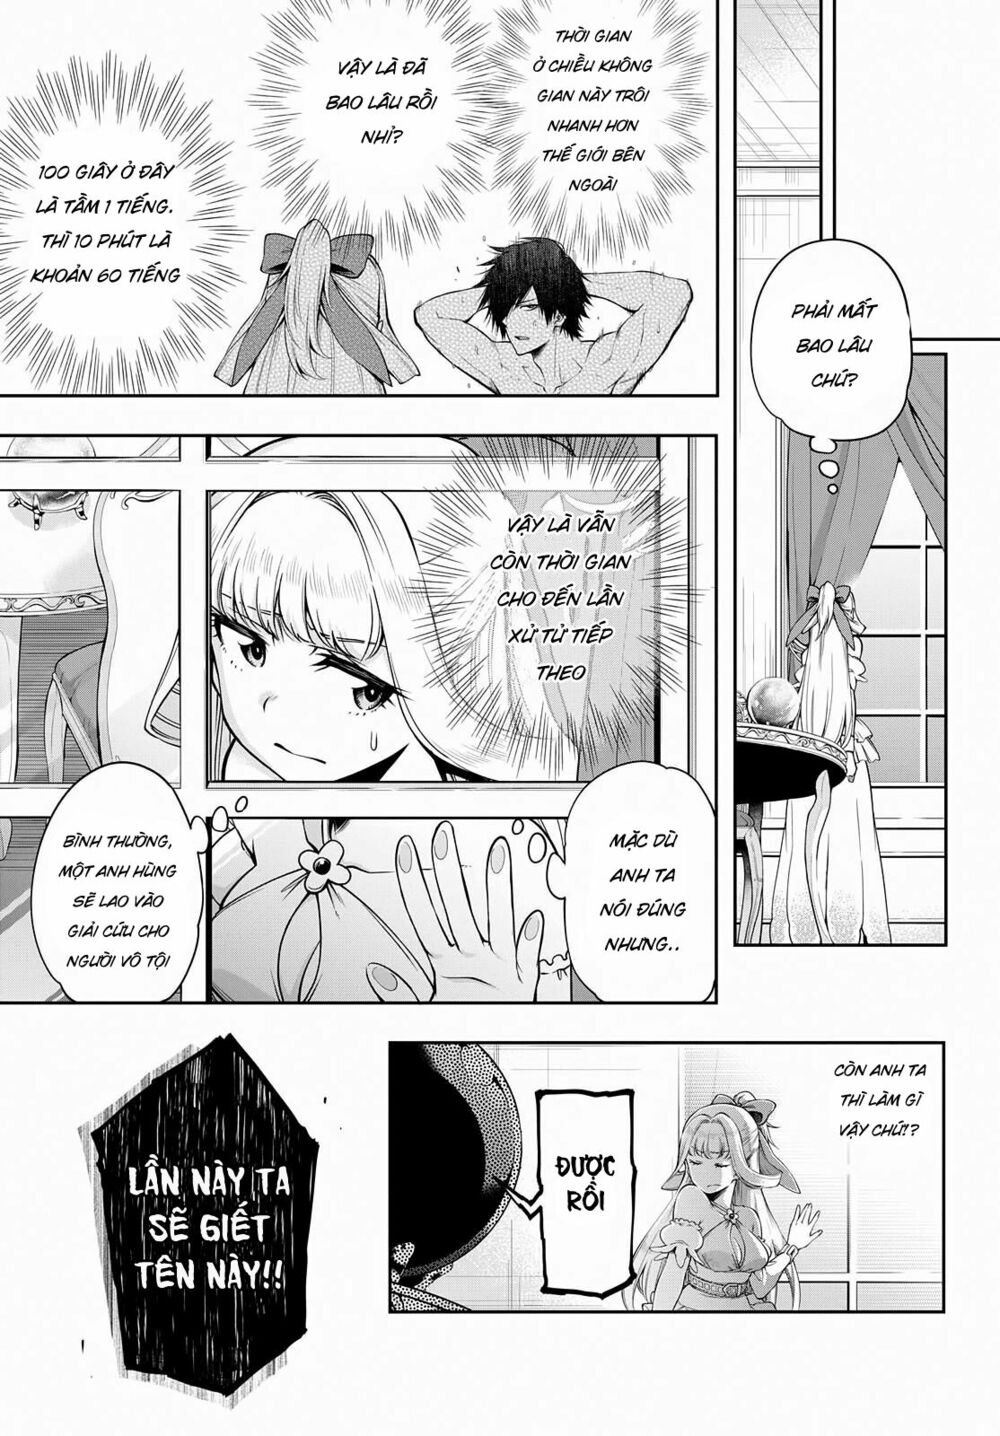 PHẢI MẤT
BAO LÂU
CHỨ?
THỜI GIAN
Ở CHIỀU KHÔNG
GIAN NÀY TRÔI
NHANH HƠN
THẾ GIỚI BÊN
NGOÀI
VẬY LÀ ĐÃ
BAO LÂU RỒI
NHỈ?
100 GIÂY Ở ĐÂY
LÀ TẦM 1 TIẾNG.
THÌ 10 PHÚT LÀ
KHOẢN 60 TIẾNG
VẬY LÀ VẪN
CÒN THỜI GIAN
CHO ĐẾN LẦN
XỬ TỬ TIẾP
THEO
MẶC DÙ
ANH TA
NÓI ĐÚNG
NHƯNG..
BÌNH THƯỜNG,
MỘT ANH HÙNG
SẼ LAO VÀO
GIẢI CỨU CHO
NGƯỜI VÔ TỘI
CÒN ANH TA
THÌ LÀM GÌ
VẬY CHỨ!?
ĐƯỢC
RỒI
LẦN NÀY TA
SẼ GIẾT
TÊN NÀY!!